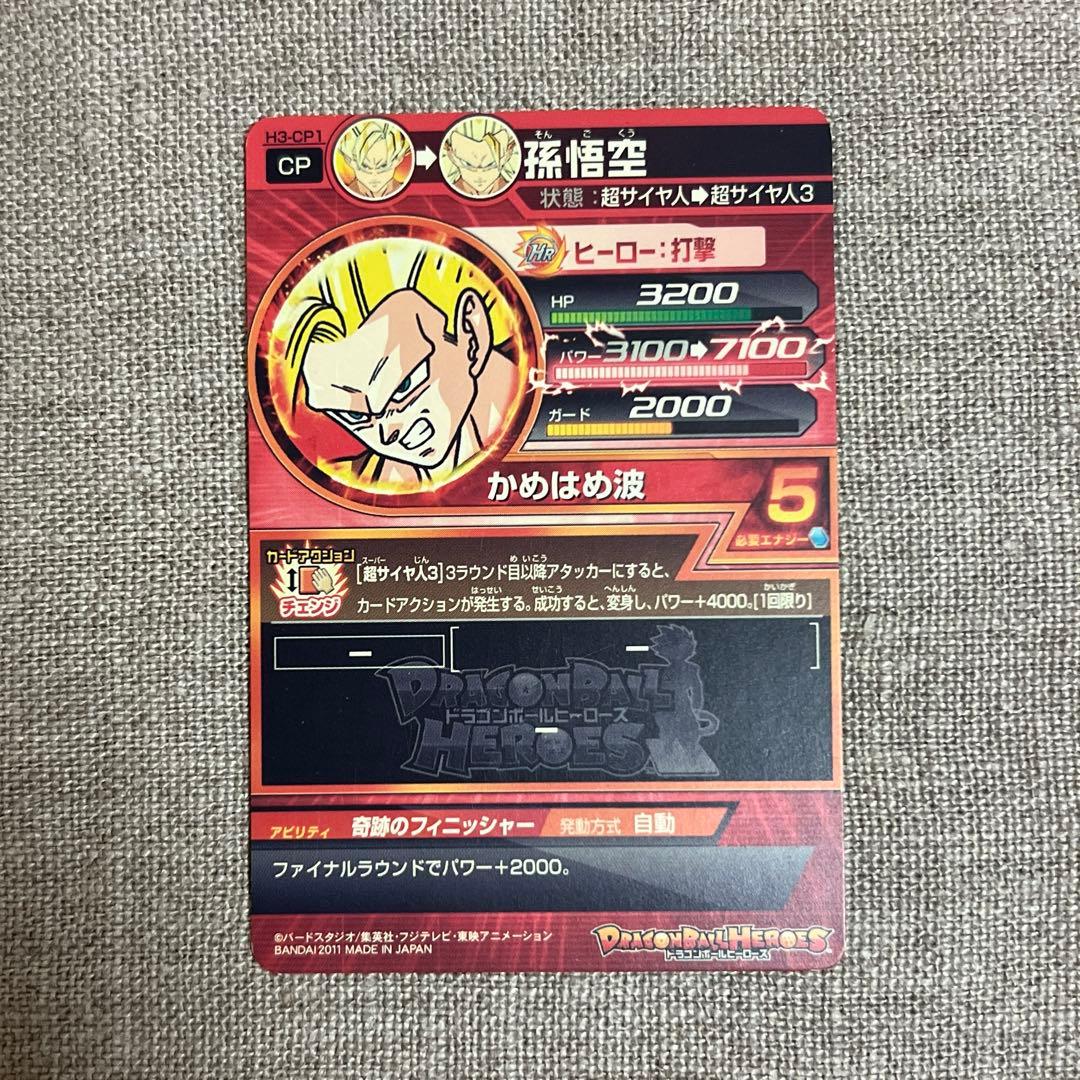 H3-CP1
CP
そん ご くう
孫悟空
状態：超サイヤ人➡超サイヤ人3
HR ヒーロー：打撃
HP 3200
パワー 3100➡7100
ガード 2000
かめはめ波
5
必要エナジー
カードアクション
チェンジ
スーパー じん めいこう
[超サイヤ人3]3ラウンド目以降アタッカーにすると、
はっせい せいこう へんしん かいかぎ
カードアクションが発生する。成功すると、変身し、パワー+4000。[1回限り]
ー
ー
DRAGONBALL
ドラゴンボールヒーローズ
HEROES
ー
アビリティ 奇跡のフィニッシャー 発動方式 自動
ファイナルラウンドでパワー+2000。
©バードスタジオ/集英社・フジテレビ・東映アニメーション
BANDAI 2011 MADE IN JAPAN
DRAGONBALL HEROES
ドラゴンボールヒーローズ